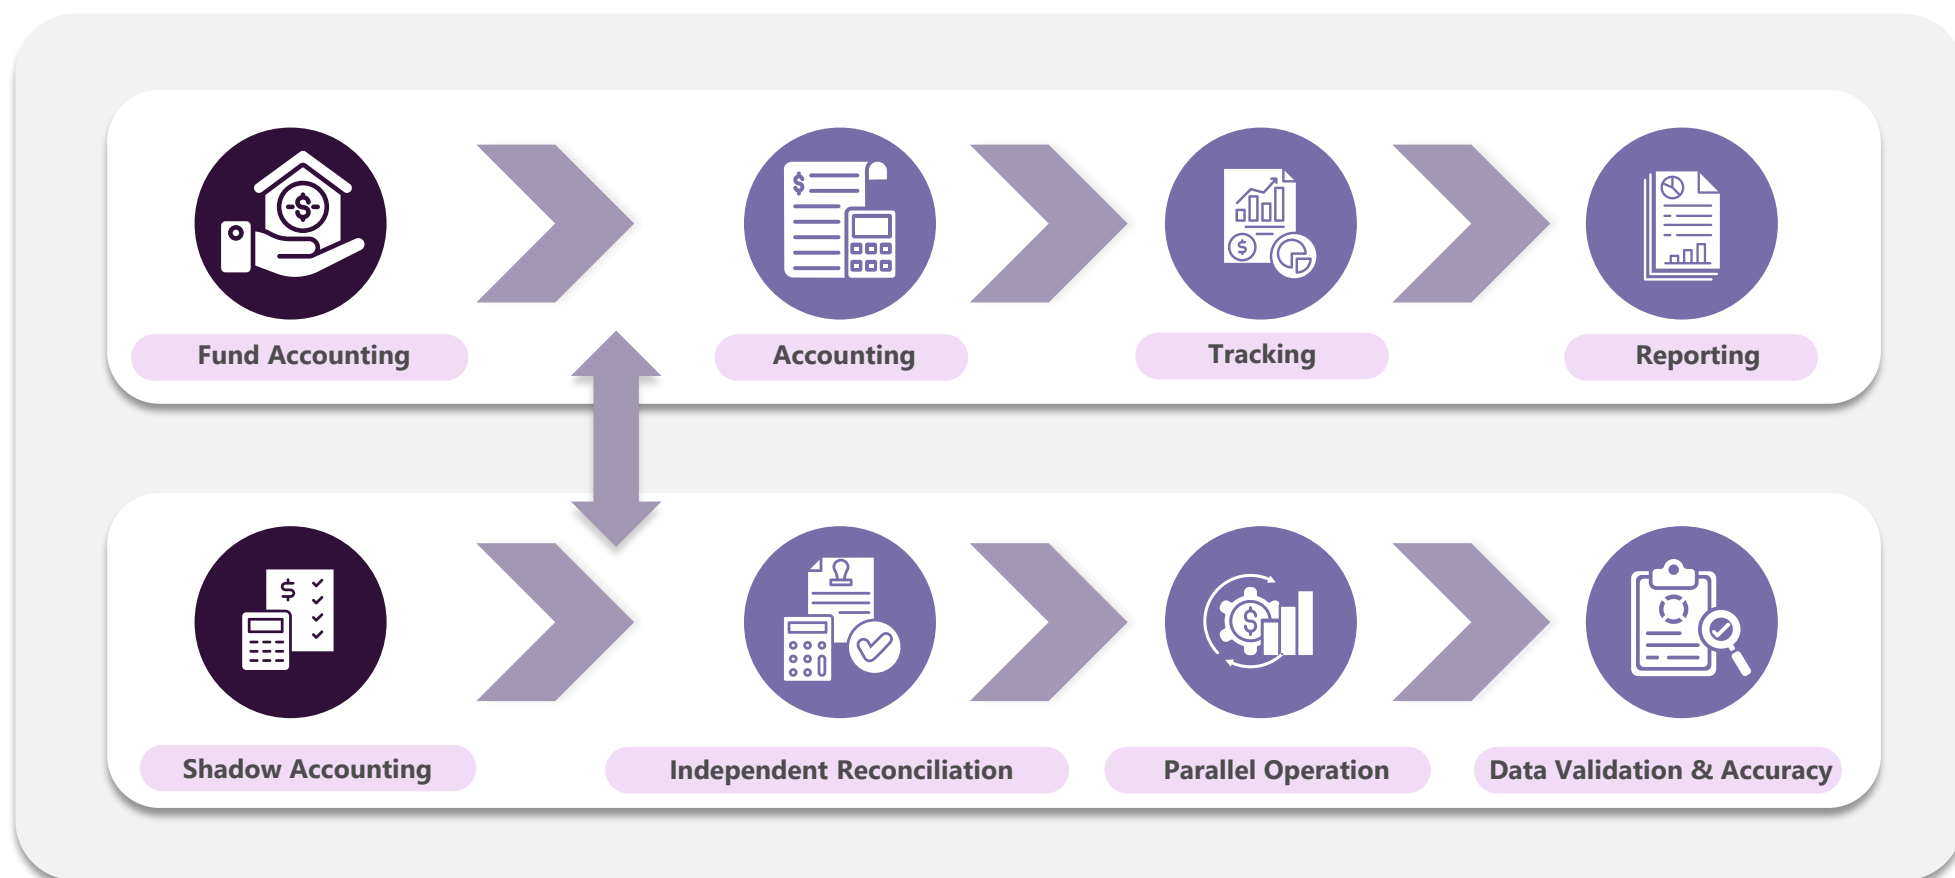 Fund Accounting
Accounting
Tracking
Reporting
Shadow Accounting
Independent Reconciliation
Parallel Operation
Data Validation & Accuracy